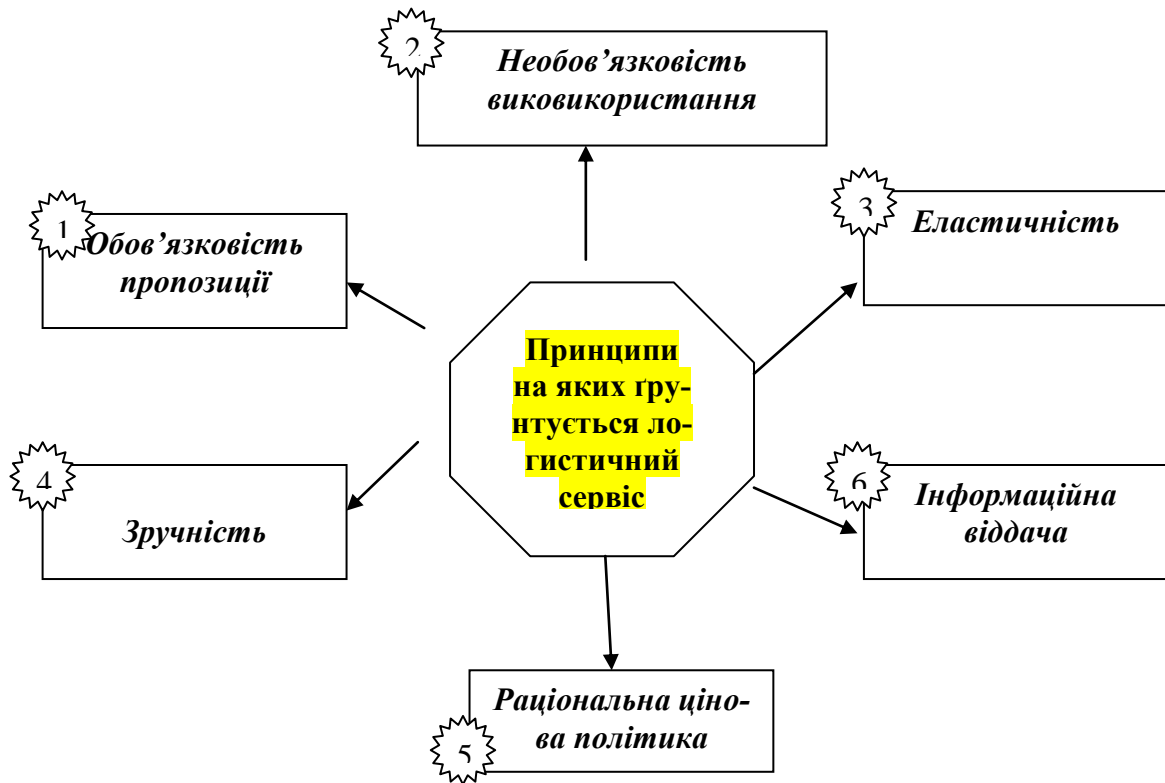 2
Необов’язковість
виковикористання
1
Обов’язковість
пропозиції
3
Еластичність
Принципи
на яких ґру-
нтується ло-
гистичний
сервіс
4
Зручність
6
Інформаційна
віддача
5
Раціональна ціно-
ва політика